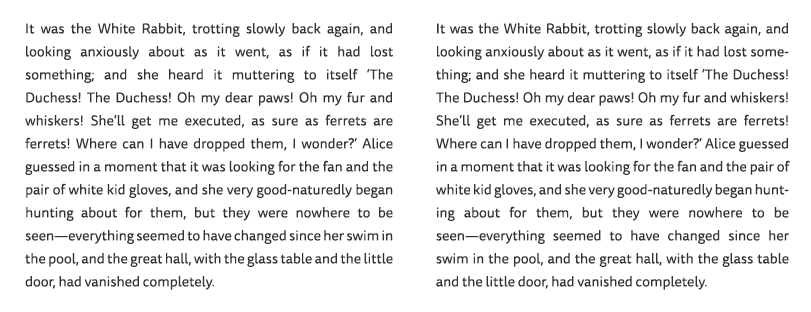 It was the White Rabbit, trotting slowly back again, and
looking anxiously about as it went, as if it had lost
something; and she heard it muttering to itself ‘The
Duchess! The Duchess! Oh my dear paws! Oh my fur and
whiskers! She’ll get me executed, as sure as ferrets are
ferrets! Where can I have dropped them, I wonder?’ Alice
guessed in a moment that it was looking for the fan and the
pair of white kid gloves, and she very good-naturedly began
hunting about for them, but they were nowhere to be
seen—everything seemed to have changed since her swim in
the pool, and the great hall, with the glass table and the little
door, had vanished completely.
It was the White Rabbit, trotting slowly back again, and
looking anxiously about as it went, as if it had lost some-
thing; and she heard it muttering to itself ‘The Duchess!
The Duchess! Oh my dear paws! Oh my fur and whiskers!
She’ll get me executed, as sure as ferrets are ferrets!
Where can I have dropped them, I wonder?’ Alice guessed
in a moment that it was looking for the fan and the pair of
white kid gloves, and she very good-naturedly began hunt-
ing about for them, but they were nowhere to be
seen—everything seemed to have changed since her
swim in the pool, and the great hall, with the glass table
and the little door, had vanished completely.